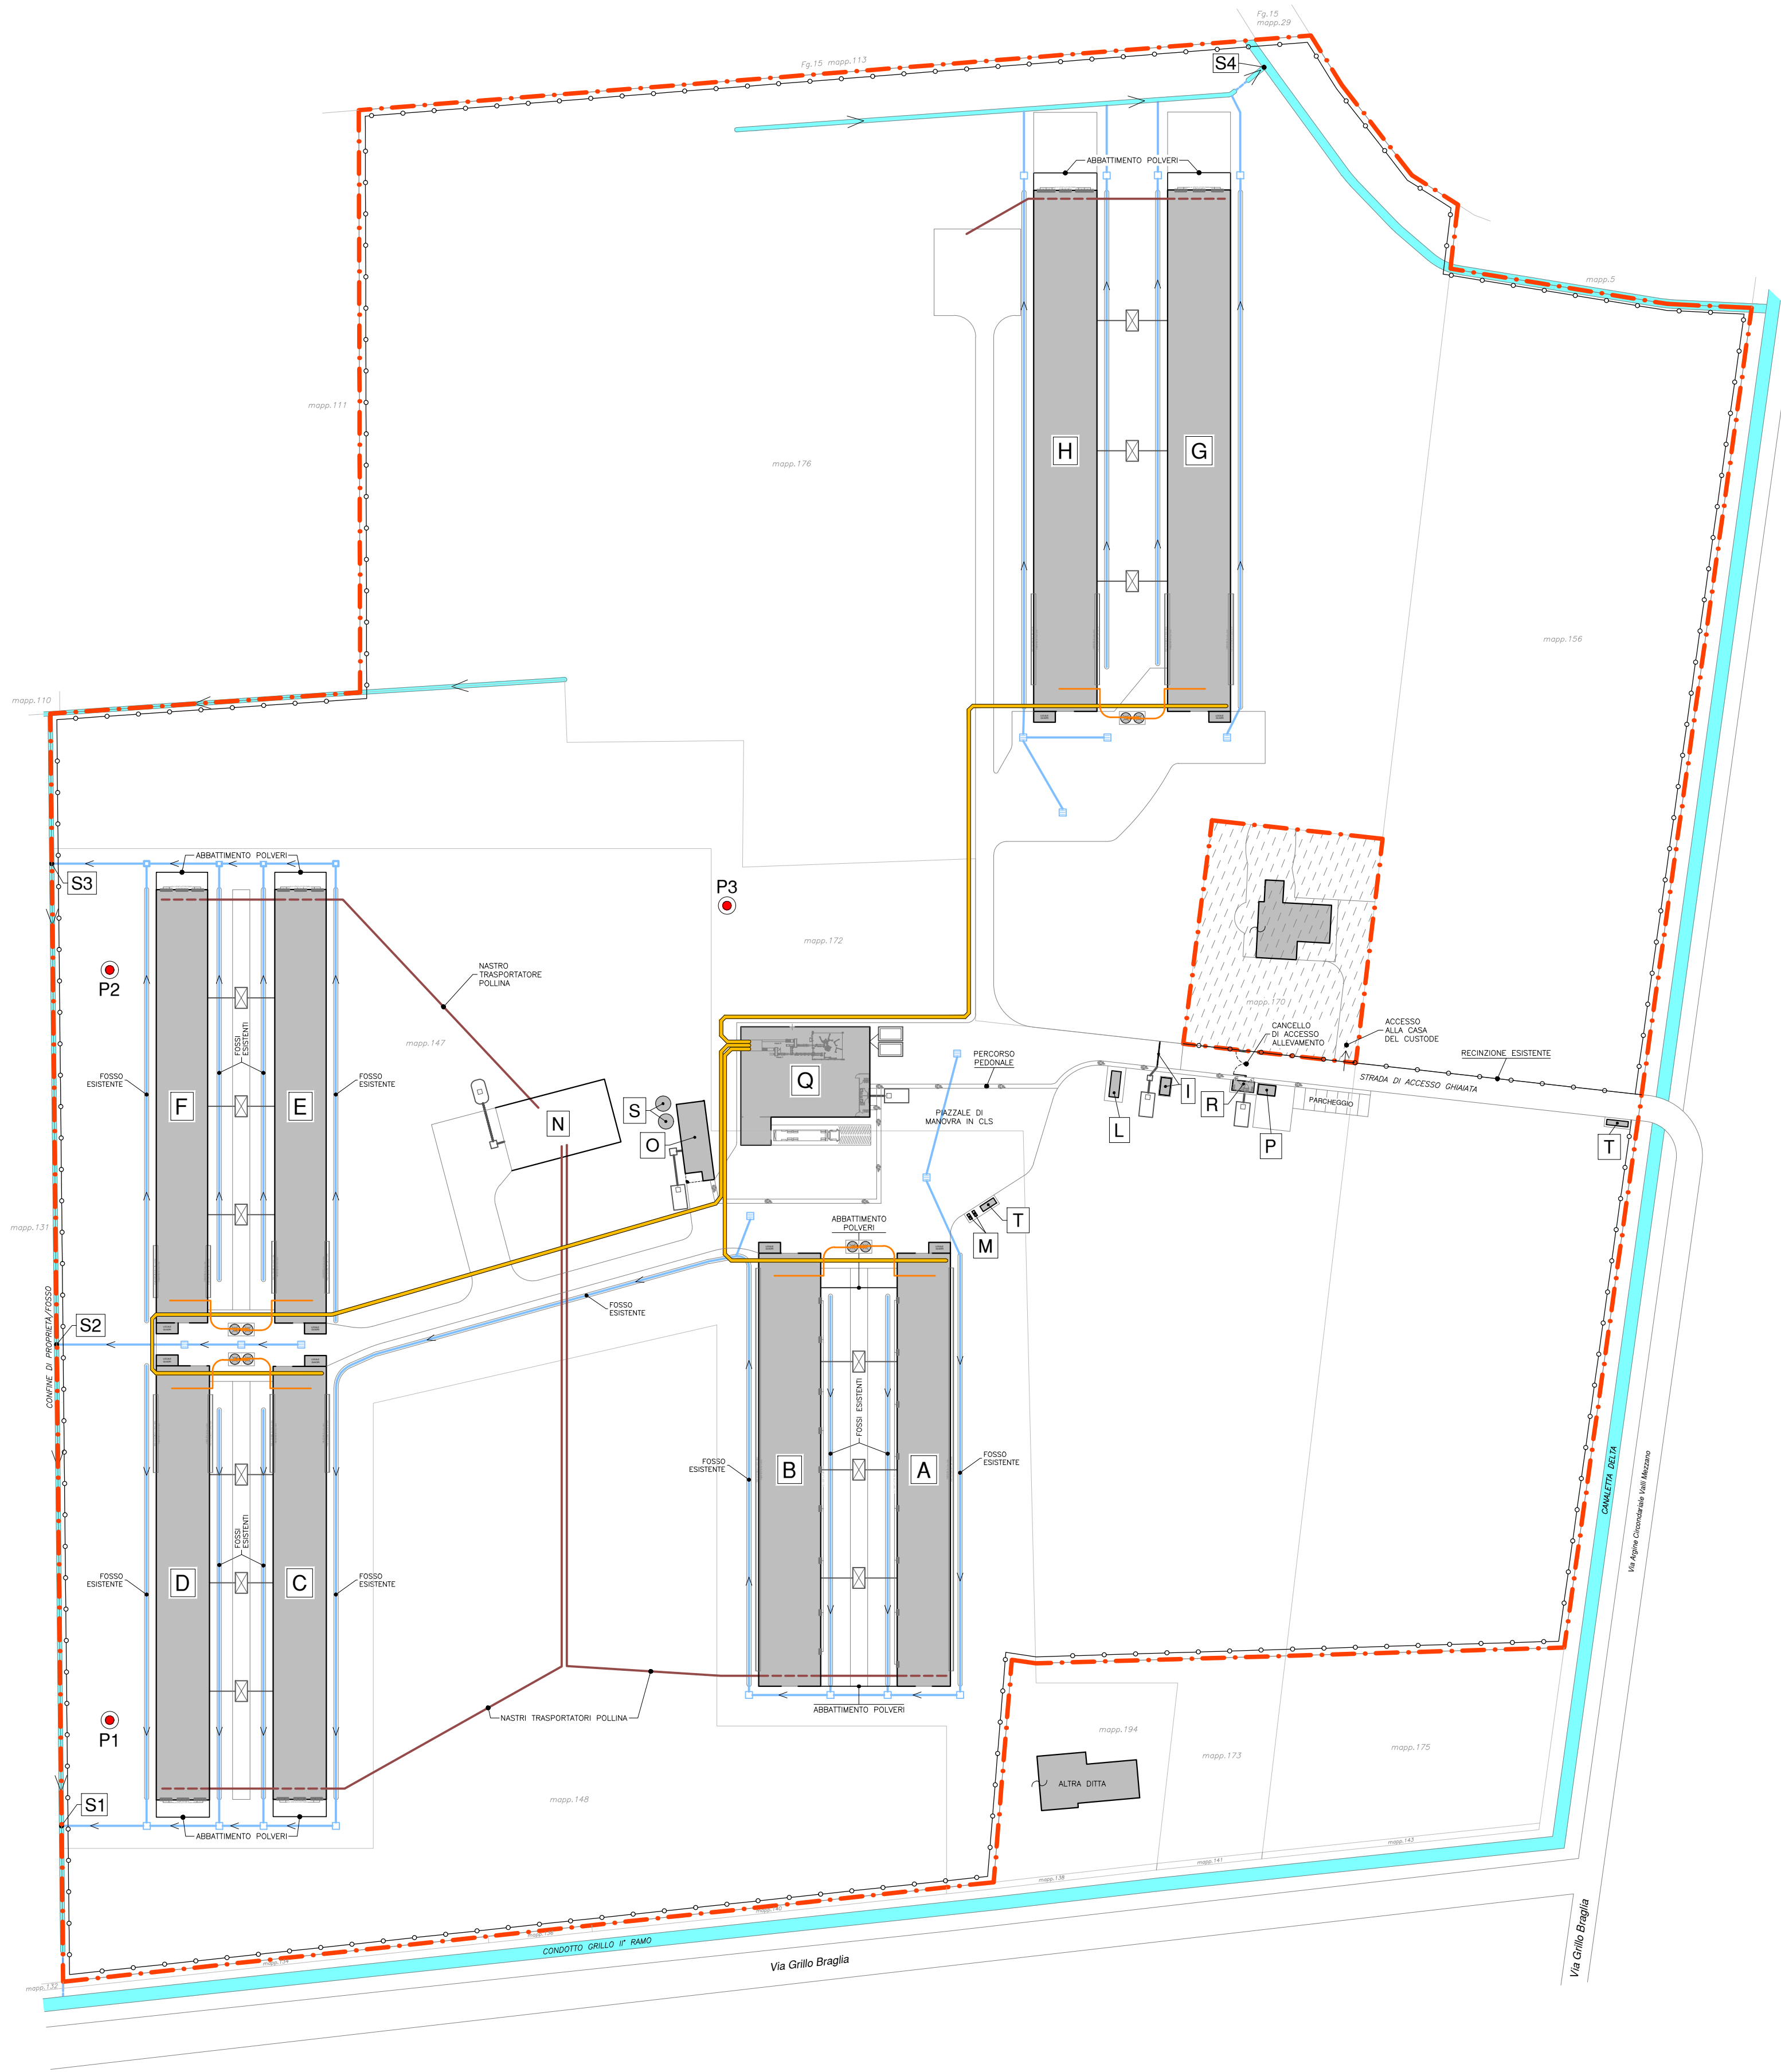 Fg.15
mapp.29
Fg.15 mapp.113
S4
ABBATTIMENTO POLVERI
mapp.5
mapp.111
H
G
mapp.176
mapp.156
mapp.110
ABBATTIMENTO POLVERI
S3
P3
mapp.172
NASTRO
TRASPORTATORE
POLLINA
P2
mapp.170
mapp.147
FOSSI
ESISTENTI
FOSSO
ESISTENTE
FOSSO
ESISTENTE
F
E
CANCELLO
DI ACCESSO
ALLEVAMENTO
ACCESSO
ALLA CASA
DEL CUSTODE
RECINZIONE ESISTENTE
STRADA DI ACCESSO GHIAIATA
PERCORSO
PEDONALE
PIAZZALE DI
MANOVRA IN CLS
Q
N
S
O
L
I
R
P
PARCHEGGIO
T
T
M
mapp.131
ABBATTIMENTO
POLVERI
FOSSO
ESISTENTE
S2
CONFINE DI PROPRIETÀ/FOSSO
FOSSI ESISTENTI
FOSSO
ESISTENTE
FOSSO
ESISTENTE
B
A
FOSSI
ESISTENTI
FOSSO
ESISTENTE
FOSSO
ESISTENTE
D
C
CANALETTA DELTA
Via Argine Circondariale Valli Mezzano
ABBATTIMENTO POLVERI
NASTRI TRASPORTATORI POLLINA
P1
S1
ABBATTIMENTO POLVERI
mapp.148
mapp.194
mapp.173
mapp.175
ALTRA DITTA
mapp.143
mapp.141
mapp.138
mapp.132
CONDOTTO GRILLO II° RAMO
Via Grillo Braglia
Via Grillo Braglia